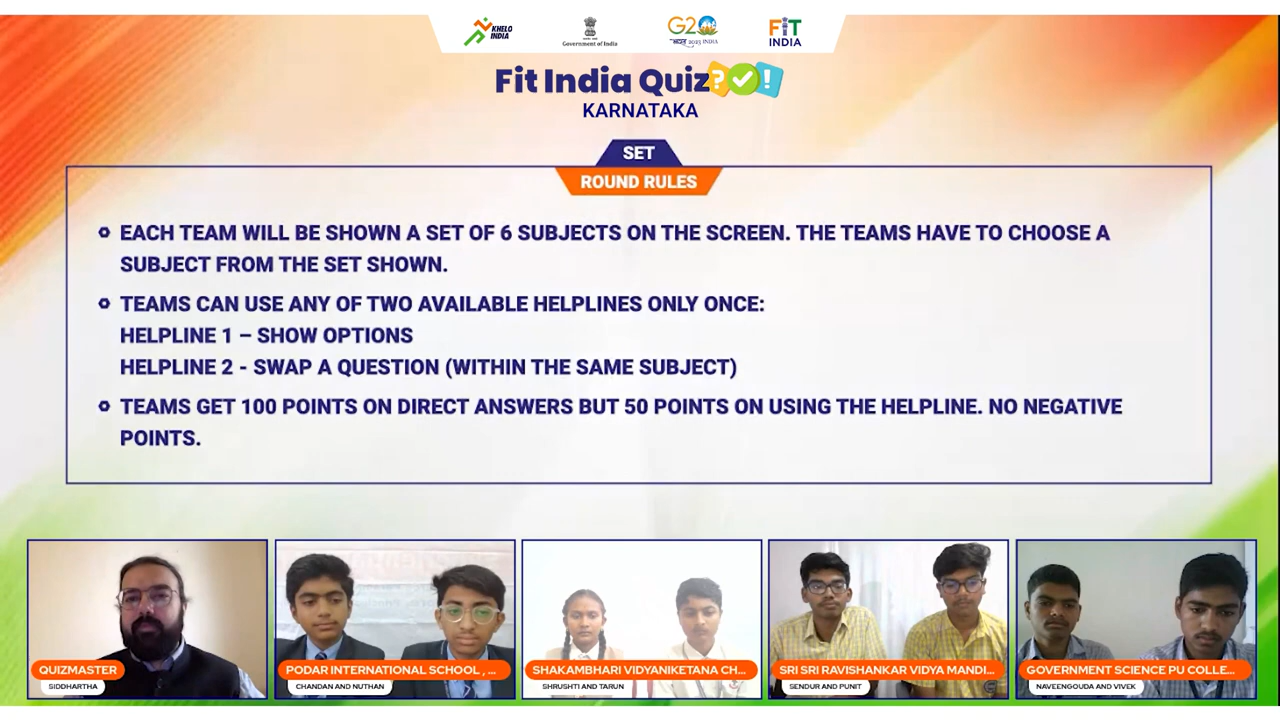 KHELO
INDIA
Government of India
G20
2023 INDIA
FIT
INDIA
Fit India Quiz?!
KARNATAKA
SET
ROUND RULES
EACH TEAM WILL BE SHOWN A SET OF 6 SUBJECTS ON THE SCREEN. THE TEAMS HAVE TO CHOOSE A
SUBJECT FROM THE SET SHOWN.
TEAMS CAN USE ANY OF TWO AVAILABLE HELPLINES ONLY ONCE:
HELPLINE 1 – SHOW OPTIONS
HELPLINE 2 - SWAP A QUESTION (WITHIN THE SAME SUBJECT)
TEAMS GET 100 POINTS ON DIRECT ANSWERS BUT 50 POINTS ON USING THE HELPLINE. NO NEGATIVE
POINTS.
QUIZMASTER
SIDDHARTHA
PODAR INTERNATIONAL SCHOOL , ...
CHANDAN AND NUTHAN
SHAKAMBHARI VIDYANIKETANA CH...
SHRUSHTI AND TARUN
SRI SRI RAVISHANKAR VIDYA MANDI...
SENDUR AND PUNIT
GOVERNMENT SCIENCE PU COLLE...
NAVEENGOUDA AND VIVEK